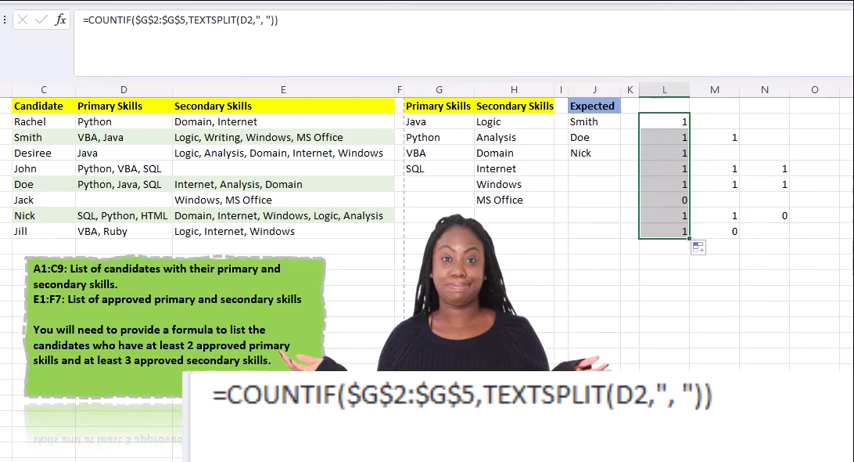 fx =COUNTIF($G$2:$G$5,TEXTSPLIT(D2,", "))
C D E F G H I J K L M N O
Candidate Primary Skills Secondary Skills Primary Skills Secondary Skills Expected
Rachel Python Domain, Internet Java Logic Smith 1
Smith VBA, Java Logic, Writing, Windows, MS Office Python Analysis Doe 1 1
Desiree Java Logic, Analysis, Domain, Internet, Windows VBA Domain Nick 1
John Python, VBA, SQL SQL Internet 1 1 1
Doe Python, Java, SQL Internet, Analysis, Domain Windows 1 1 1
Jack Windows, MS Office MS Office 0
Nick SQL, Python, HTML Domain, Internet, Windows, Logic, Analysis 1 1 0
Jill VBA, Ruby Logic, Internet, Windows 1 0
A1:C9: List of candidates with their primary and
secondary skills.
E1:F7: List of approved primary and secondary skills
You will need to provide a formula to list the
candidates who have at least 2 approved primary
skills and at least 3 approved secondary skills.
=COUNTIF($G$2:$G$5,TEXTSPLIT(D2,", "))